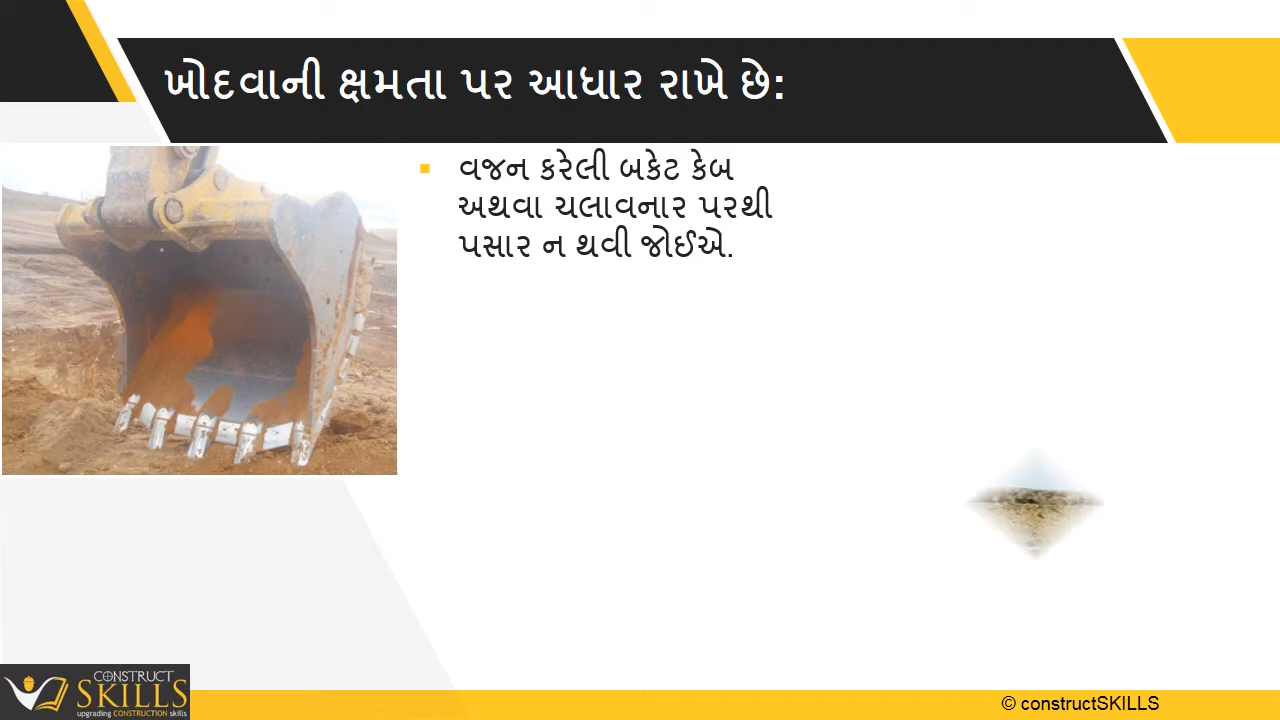 ખોદવાની ક્ષમતા પર આધાર રાખે છે:
વજન કરેલી બકેટ કેબ
અથવા ચલાવનાર પરથી
પસાર ન થવી જોઈએ.
CONSTRUCT
SKILLS
upgrading CONSTRUCTION skills
© constructSKILLS